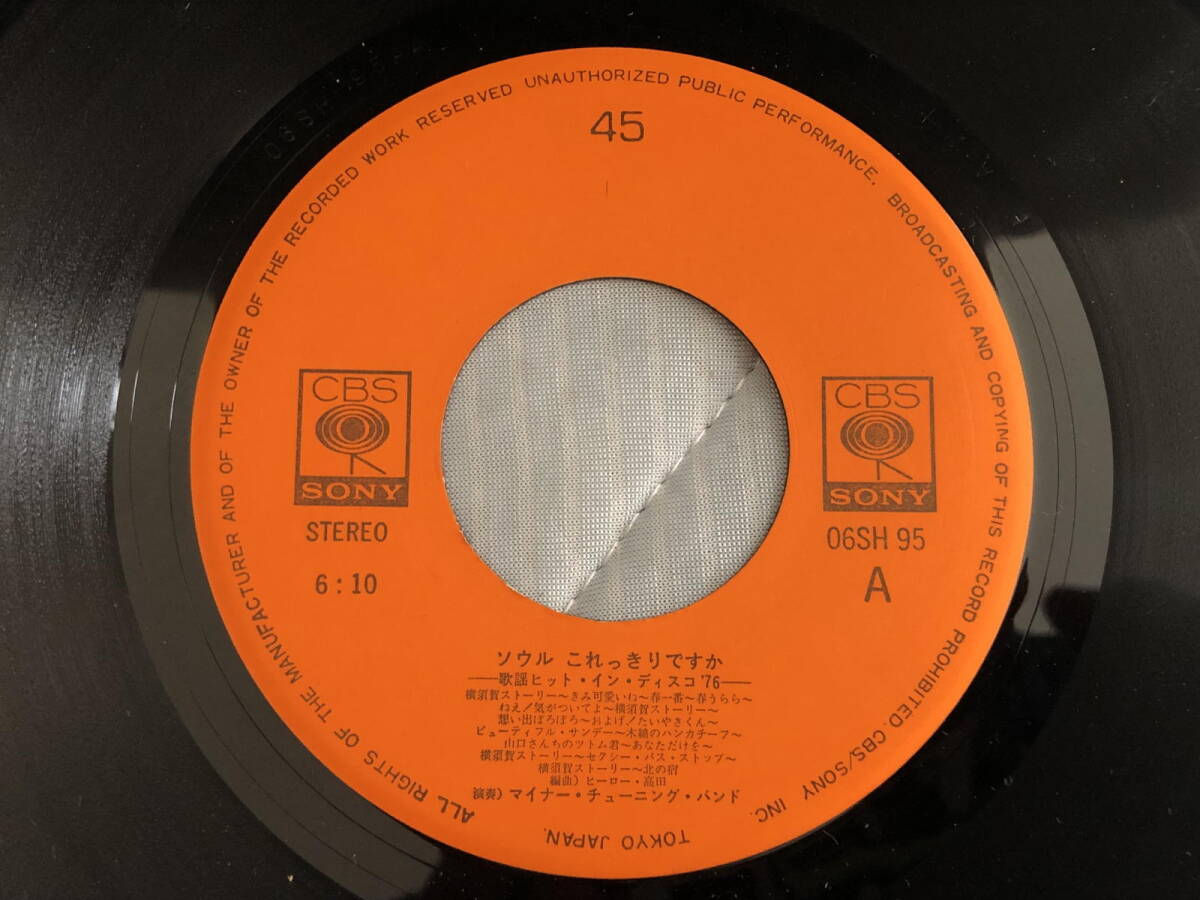 45
ALL RIGHTS OF THE MANUFACTURER AND OF THE OWNER OF THE RECORDED WORK RESERVED UNAUTHORIZED PUBLIC PERFORMANCE. BROADCASTING AND COPYING OF THIS RECORD PROHIBITED. CBS/SONY INC.
TOKYO JAPAN.
CBS
SONY
STEREO
6:10
CBS
SONY
06SH 95
A
ソウル これっきりですか
——歌謡ヒット・イン・ディスコ'76——
横須賀ストーリー〜きみ可愛いね〜春一番〜春うらら〜
ねえ!気がついてよ〜横須賀ストーリー〜
想い出ぼろぼろ〜およげ!たいやきくん〜
ビューティフル・サンデー〜木綿のハンカチーフ〜
山口さんちのツトム君〜あなただけを〜
横須賀ストーリー〜セクシー・バス・ストップ〜
横須賀ストーリー〜北の宿
編曲)ヒーロー・高田
演奏)マイナー・チューニング・バンド